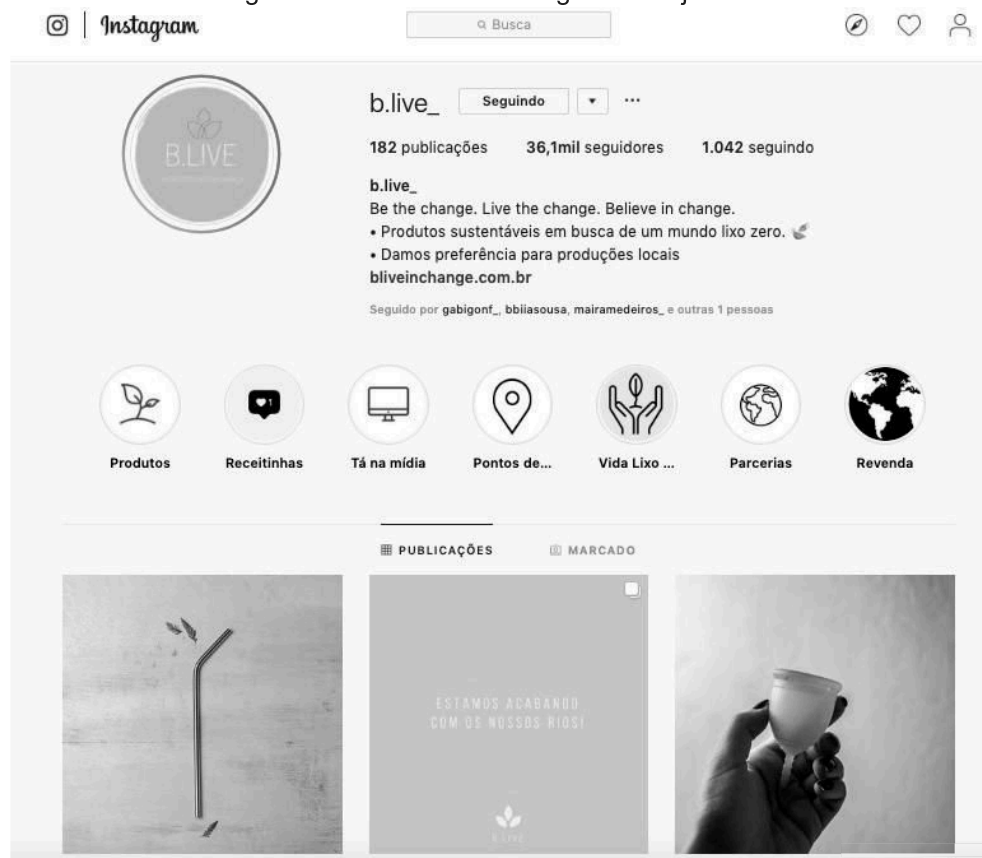 Instagram
Busca
b.live_ Seguindo
182 publicações 36,1mil seguidores 1.042 seguindo
b.live_
Be the change. Live the change. Believe in change.
• Produtos sustentáveis em busca de um mundo lixo zero.
• Damos preferência para produções locais
bliveinchange.com.br
Seguido por gabigonf_, bbiiasousa, mairamedeiros_ e outras 1 pessoas
B.LIVE
1
Produtos Receitinhas Tá na mídia Pontos de... Vida Lixo ... Parcerias Revenda
PUBLICAÇÕES MARCADO
ESTAMOS ACABANDO
COM OS NOSSOS RIOS!
B.LIVE